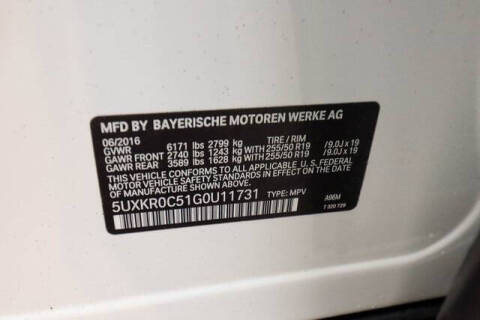 MFD BY BAYERISCHE MOTOREN WERKE AG
06/2016 TIRE / RIM
GVWR 6171 lbs 2799 kg
GAWR FRONT 2740 lbs 1243 kg WITH 255/50 R19 / 9.0J x 19
GAWR REAR 3589 lbs 1628 kg WITH 255/50 R19 / 9.0J x 19
THIS VEHICLE CONFORMS TO ALL APPLICABLE U. S. FEDERAL
MOTOR VEHICLE SAFETY STANDARDS IN
EFFECT ON THE DATE OF MANUFACTURE SHOWN ABOVE.
5UXKR0C51G0U11731 TYPE: MPV A96M
7 320 729